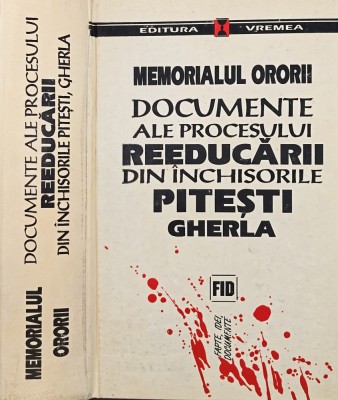 MEMORIALUL
ORORII
DOCUMENTE ALE PROCESULUI
REEDUCĂRII
DIN ÎNCHISORILE PITEȘTI, GHERLA
EDITURA VREMEA
MEMORIALUL ORORII
DOCUMENTE
ALE PROCESULUI
REEDUCĂRII
DIN ÎNCHISORILE
PITEȘTI
GHERLA
FID
FAPTE, IDEI,
DOCUMENTE